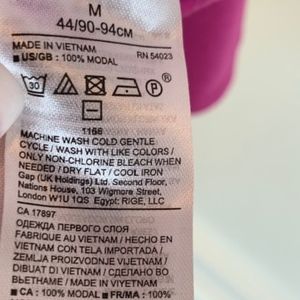 M
44/90-94см
MADE IN VIETNAM RN 54023
■ US/GB : 100% MODAL
30 P
1166
MACHINE WASH COLD GENTLE
CYCLE / WASH WITH LIKE COLORS /
ONLY NON-CHLORINE BLEACH WHEN
NEEDED / DRY FLAT / COOL IRON
Gap (UK Holdings) Ltd. Second Floor,
Nations House, 103 Wigmore Street,
London W1U 1QS Egypt: RIGE, LLC
CA 17897
ОДЕЖДА ПЕРВОГО СЛОЯ
FABRIQUE AU VIETNAM / HECHO EN
VIETNAM CON TELA IMPORTADA /
ZEMLJA PROIZVODNJE VIJETNAM /
DIBUAT DI VIETNAM / СДЕЛАНО ВО
ВЬЕТНАМЕ / MADE IN VIYETNAM
■ CA : 100% MODAL ■ FR/MA : 100%